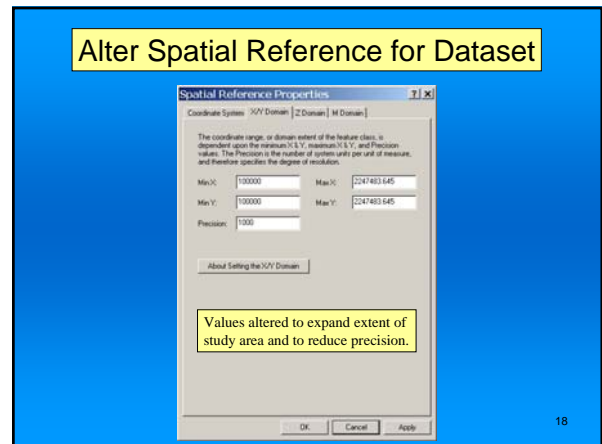 Alter Spatial Reference for Dataset
Spatial Reference Properties
Coordinate System X/Y Domain Z Domain M Domain
The coordinate range, or domain extent of the feature class, is
dependent upon the minimum X & Y, maximum X & Y, and Precision
values. The Precision is the number of system units per unit of measure,
and therefore specifies the degree of resolution.
Min X: 100000 Max X: 2247483.645
Min Y: 100000 Max Y: 2247483.645
Precision: 1000
About Setting the X/Y Domain
Values altered to expand extent of
study area and to reduce precision.
OK Cancel Apply
18